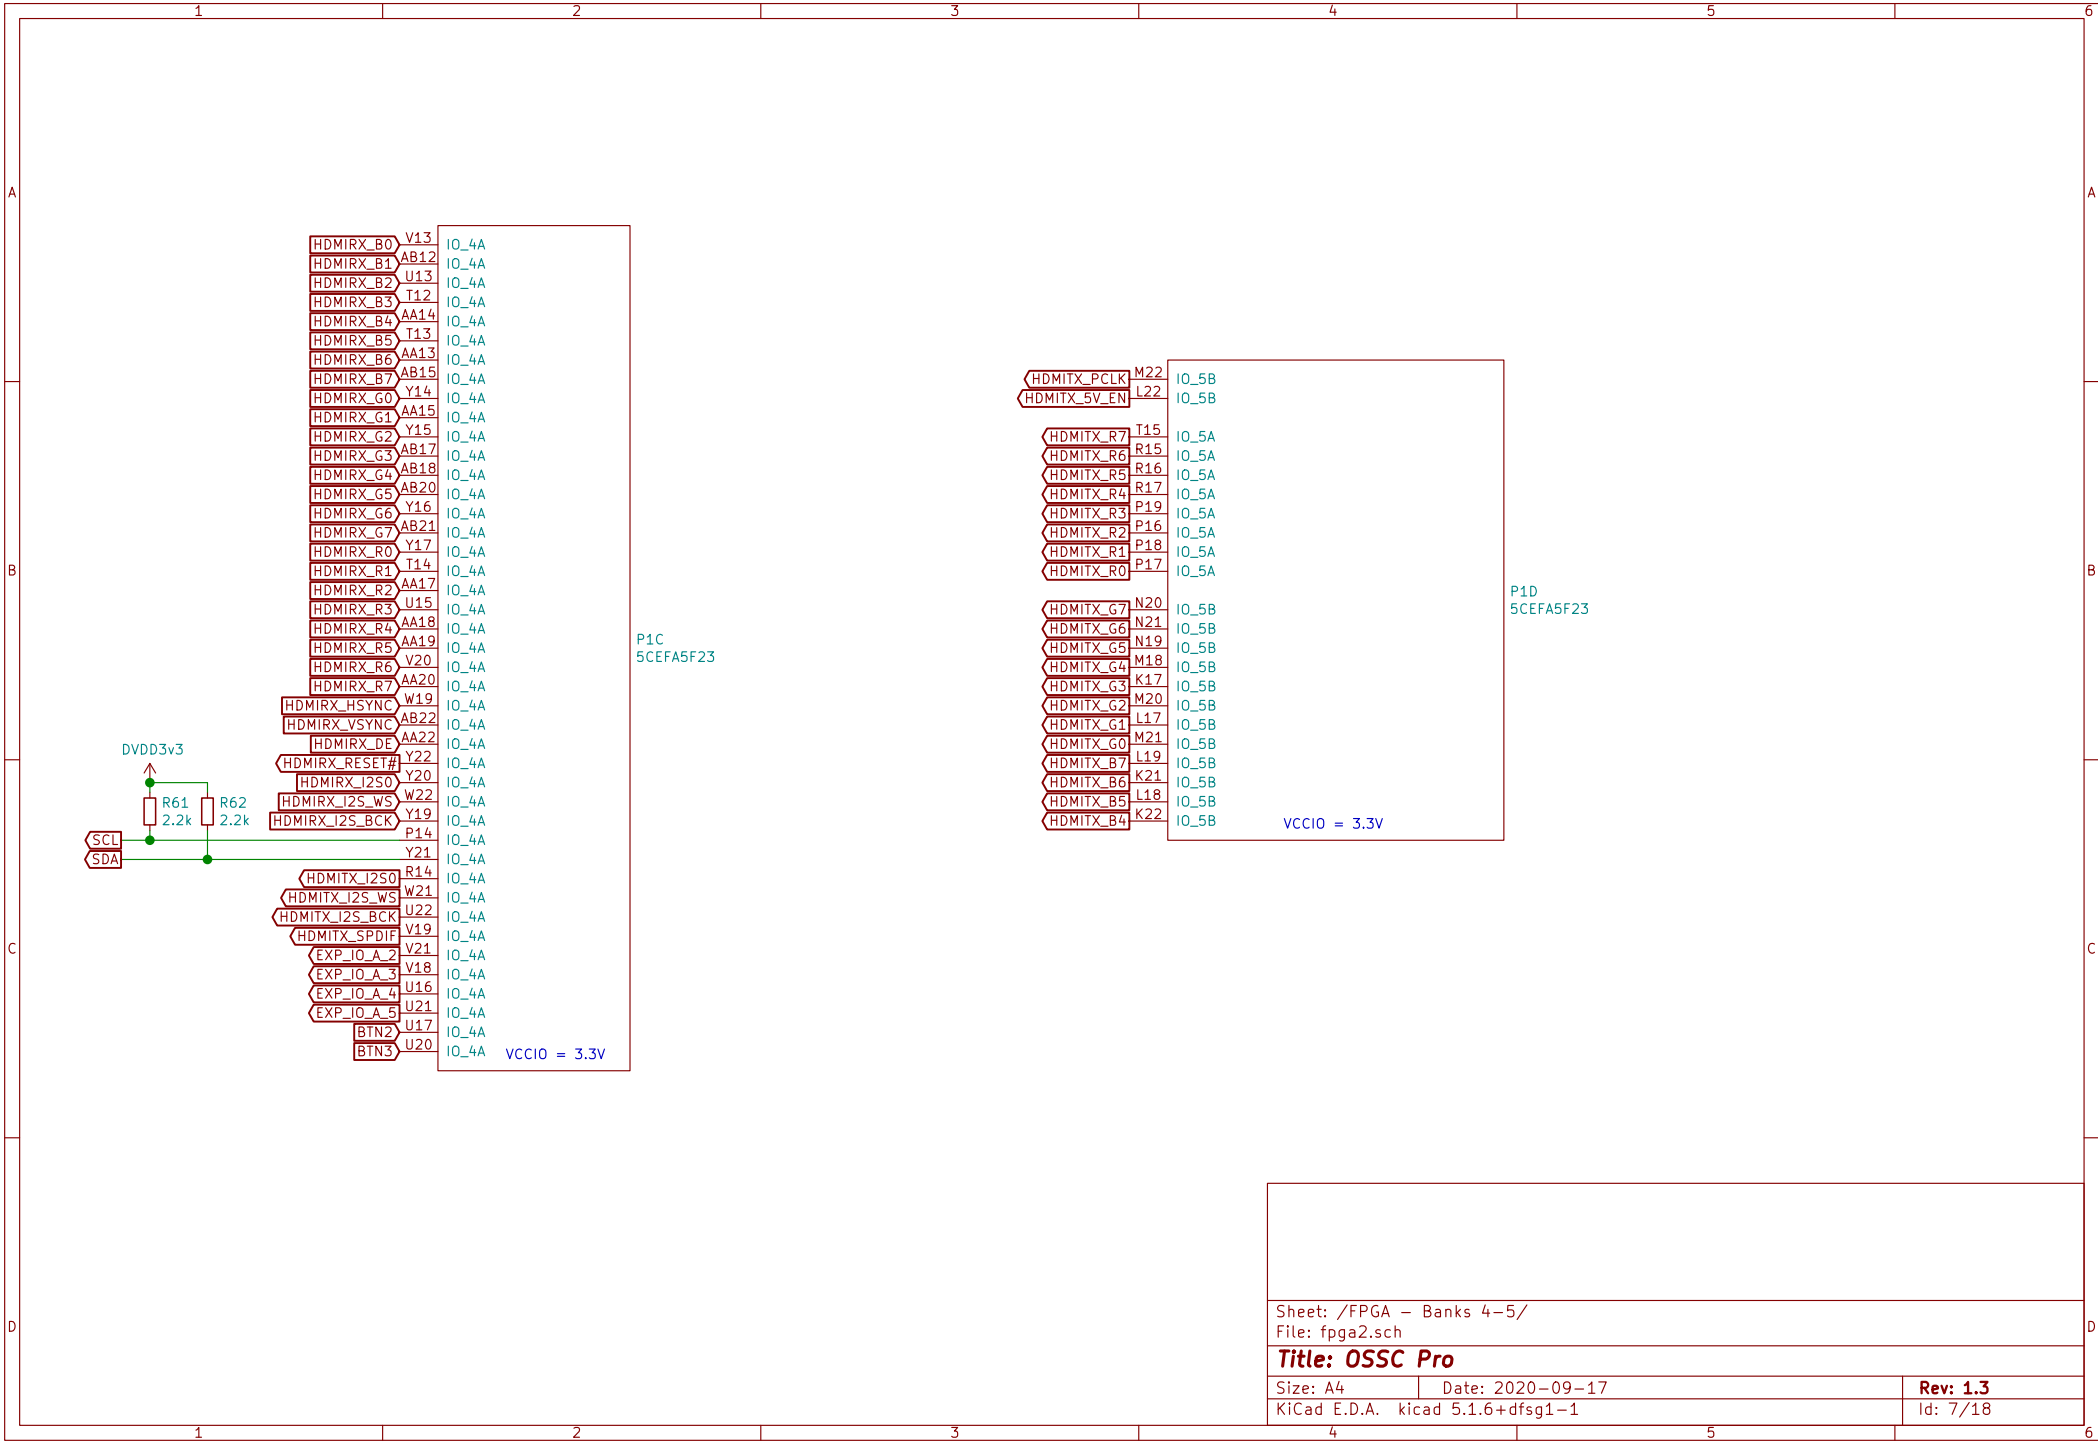 1 2 3 4 5 6
A A
B B
C C
D D
HDMIRX_B0 V13 IO_4A
HDMIRX_B1 AB12 IO_4A
HDMIRX_B2 U13 IO_4A
HDMIRX_B3 T12 IO_4A
HDMIRX_B4 AA14 IO_4A
HDMIRX_B5 T13 IO_4A
HDMIRX_B6 AA13 IO_4A
HDMIRX_B7 AB15 IO_4A
HDMIRX_G0 Y14 IO_4A
HDMIRX_G1 AA15 IO_4A
HDMIRX_G2 Y15 IO_4A
HDMIRX_G3 AB17 IO_4A
HDMIRX_G4 AB18 IO_4A
HDMIRX_G5 AB20 IO_4A
HDMIRX_G6 Y16 IO_4A
HDMIRX_G7 AB21 IO_4A
HDMIRX_R0 Y17 IO_4A
HDMIRX_R1 T14 IO_4A
HDMIRX_R2 AA17 IO_4A
HDMIRX_R3 U15 IO_4A
HDMIRX_R4 AA18 IO_4A
HDMIRX_R5 AA19 IO_4A
HDMIRX_R6 V20 IO_4A
HDMIRX_R7 AA20 IO_4A
HDMIRX_HSYNC W19 IO_4A
HDMIRX_VSYNC AB22 IO_4A
HDMIRX_DE AA22 IO_4A
HDMIRX_RESET# Y22 IO_4A
HDMIRX_I2S0 Y20 IO_4A
HDMIRX_I2S_WS W22 IO_4A
HDMIRX_I2S_BCK Y19 IO_4A
SCL P14 IO_4A
SDA Y21 IO_4A
HDMITX_I2S0 R14 IO_4A
HDMITX_I2S_WS W21 IO_4A
HDMITX_I2S_BCK U22 IO_4A
HDMITX_SPDIF V19 IO_4A
EXP_IO_A_2 V21 IO_4A
EXP_IO_A_3 V18 IO_4A
EXP_IO_A_4 U16 IO_4A
EXP_IO_A_5 U21 IO_4A
BTN2 U17 IO_4A
BTN3 U20 IO_4A
VCCIO = 3.3V
P1C
5CEFA5F23
DVDD3v3
R61
2.2k
R62
2.2k
HDMITX_PCLK M22 IO_5B
HDMITX_5V_EN L22 IO_5B
HDMITX_R7 T15 IO_5A
HDMITX_R6 R15 IO_5A
HDMITX_R5 R16 IO_5A
HDMITX_R4 R17 IO_5A
HDMITX_R3 P19 IO_5A
HDMITX_R2 P16 IO_5A
HDMITX_R1 P18 IO_5A
HDMITX_R0 P17 IO_5A
HDMITX_G7 N20 IO_5B
HDMITX_G6 N21 IO_5B
HDMITX_G5 N19 IO_5B
HDMITX_G4 M18 IO_5B
HDMITX_G3 K17 IO_5B
HDMITX_G2 M20 IO_5B
HDMITX_G1 L17 IO_5B
HDMITX_G0 M21 IO_5B
HDMITX_B7 L19 IO_5B
HDMITX_B6 K21 IO_5B
HDMITX_B5 L18 IO_5B
HDMITX_B4 K22 IO_5B
VCCIO = 3.3V
P1D
5CEFA5F23
Sheet: /FPGA - Banks 4-5/
File: fpga2.sch
Title: OSSC Pro
Size: A4 Date: 2020-09-17 Rev: 1.3
KiCad E.D.A. kicad 5.1.6+dfsg1-1 Id: 7/18
1 2 3 4 5 6